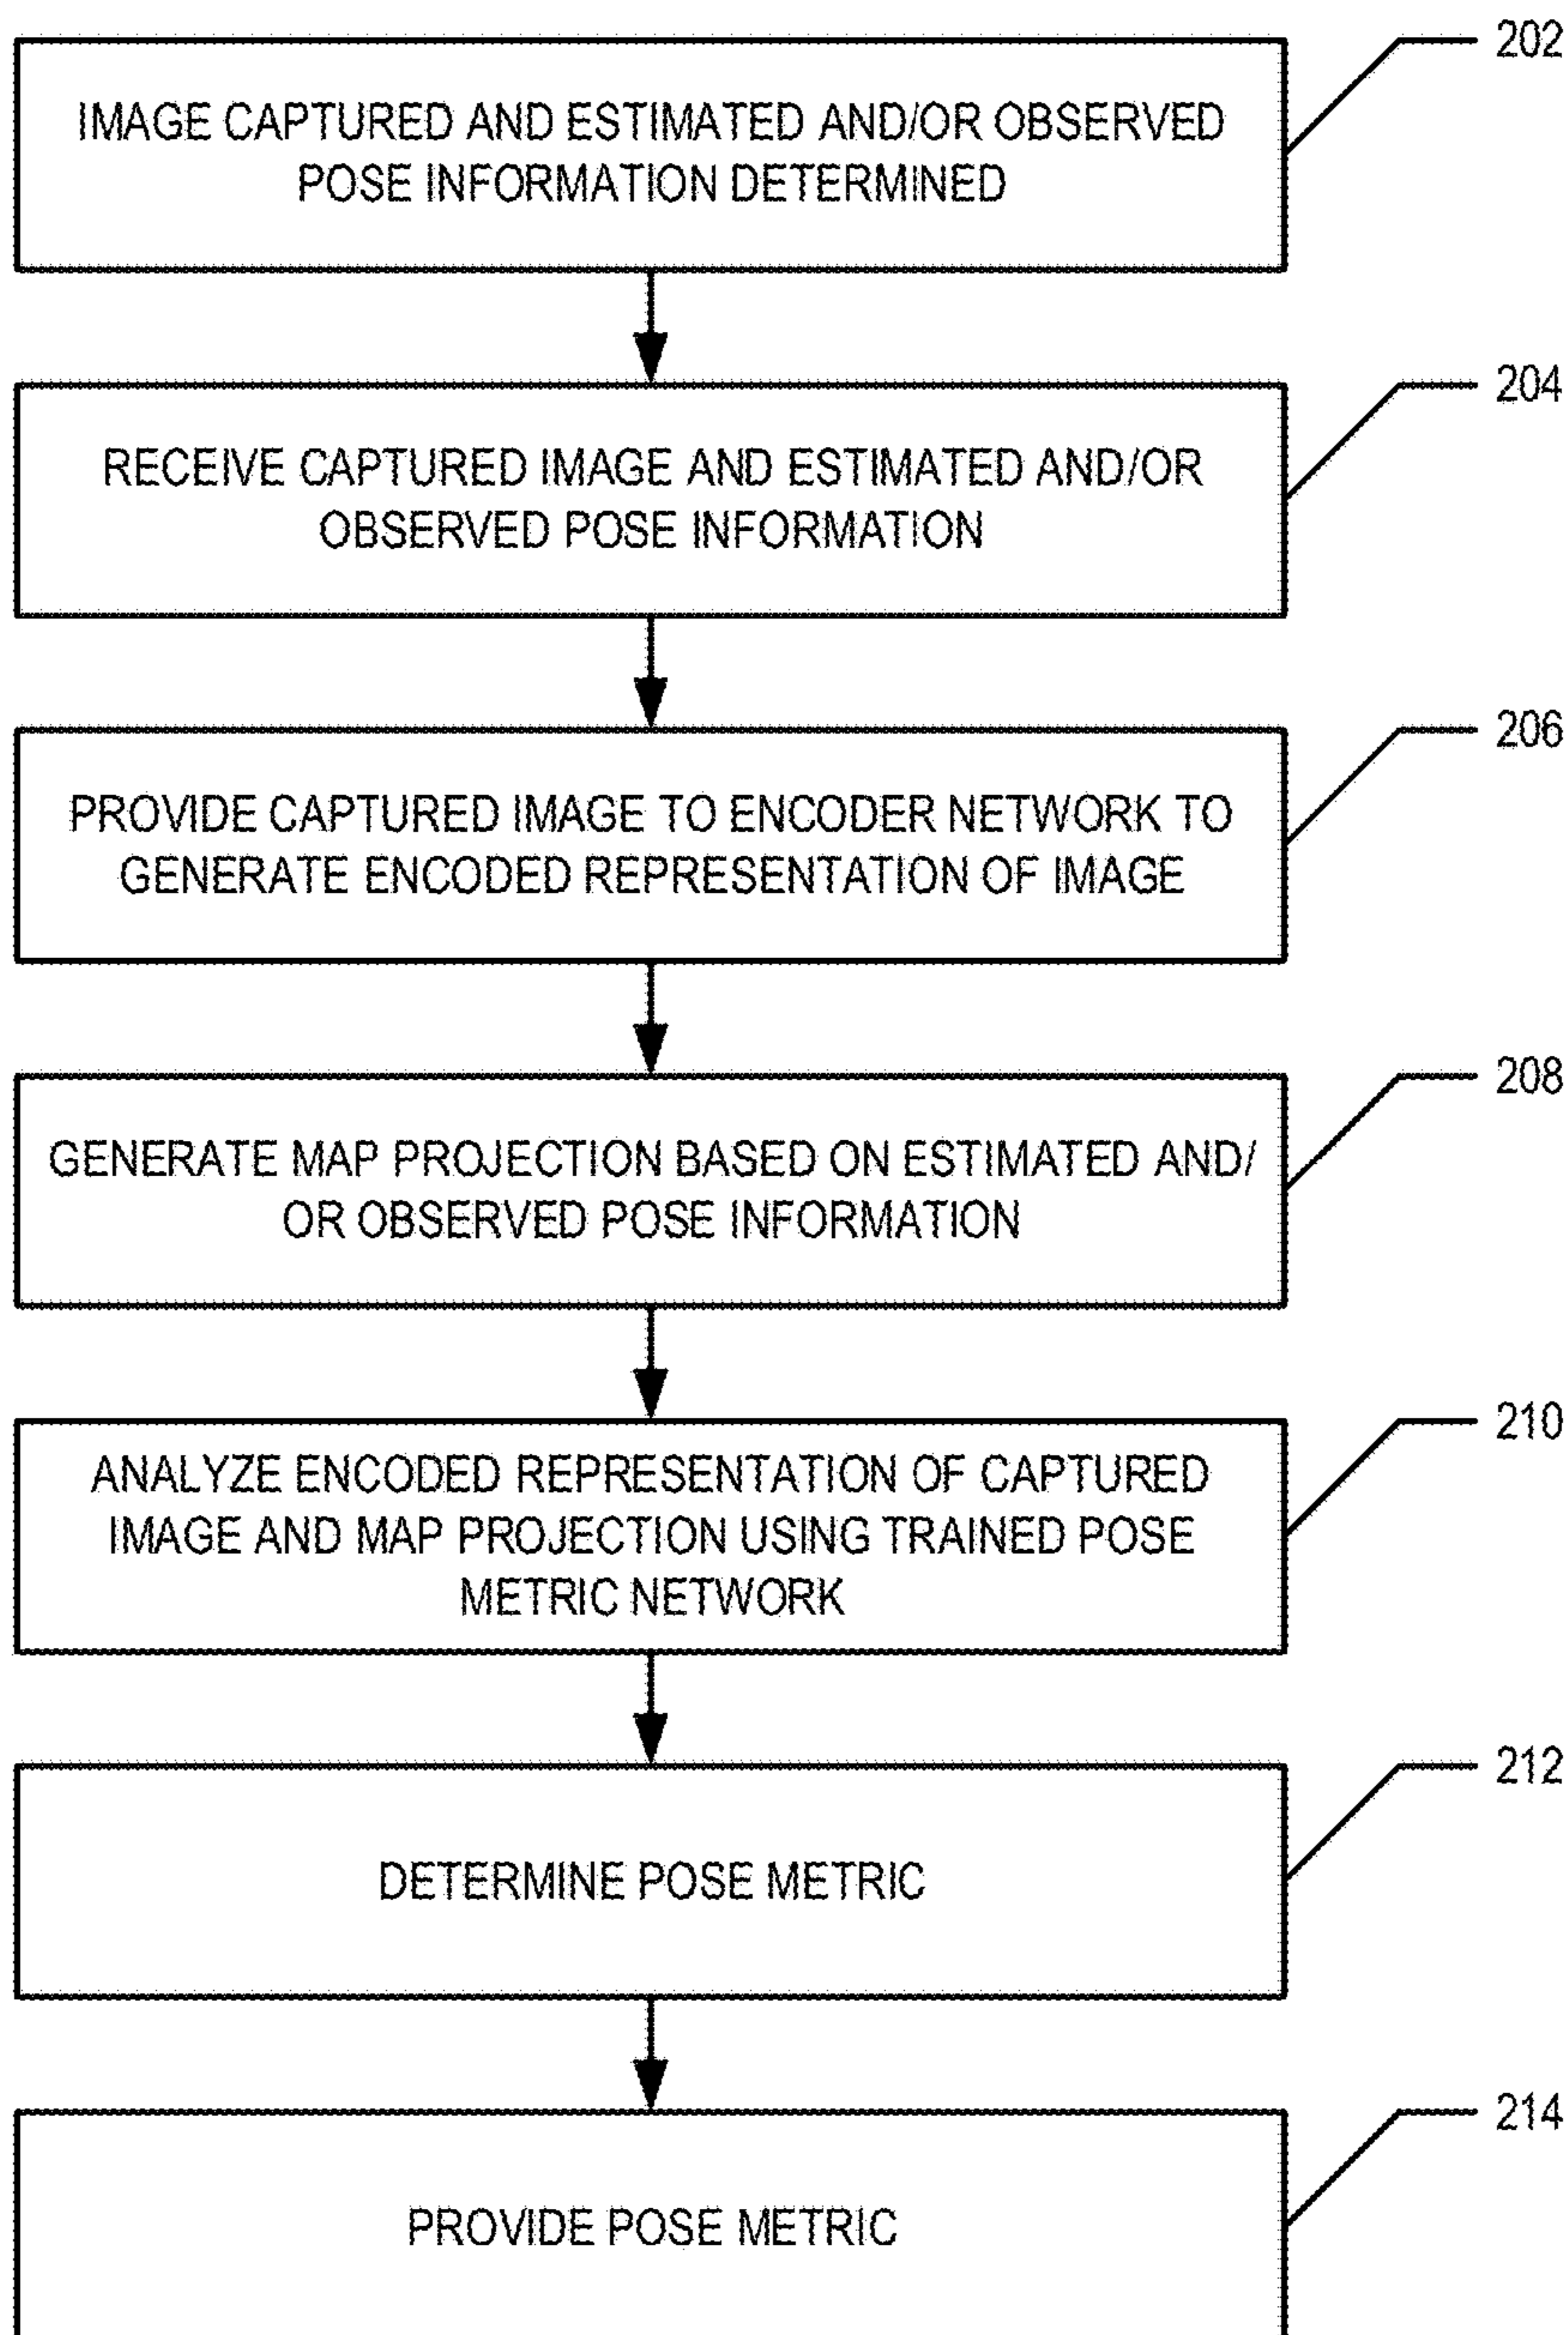 202
IMAGE CAPTURED AND ESTIMATED AND/OR OBSERVED
POSE INFORMATION DETERMINED
204
RECEIVE CAPTURED IMAGE AND ESTIMATED AND/OR
OBSERVED POSE INFORMATION
206
PROVIDE CAPTURED IMAGE TO ENCODER NETWORK TO
GENERATE ENCODED REPRESENTATION OF IMAGE
208
GENERATE MAP PROJECTION BASED ON ESTIMATED AND/
OR OBSERVED POSE INFORMATION
210
ANALYZE ENCODED REPRESENTATION OF CAPTURED
IMAGE AND MAP PROJECTION USING TRAINED POSE
METRIC NETWORK
212
DETERMINE POSE METRIC
214
PROVIDE POSE METRIC